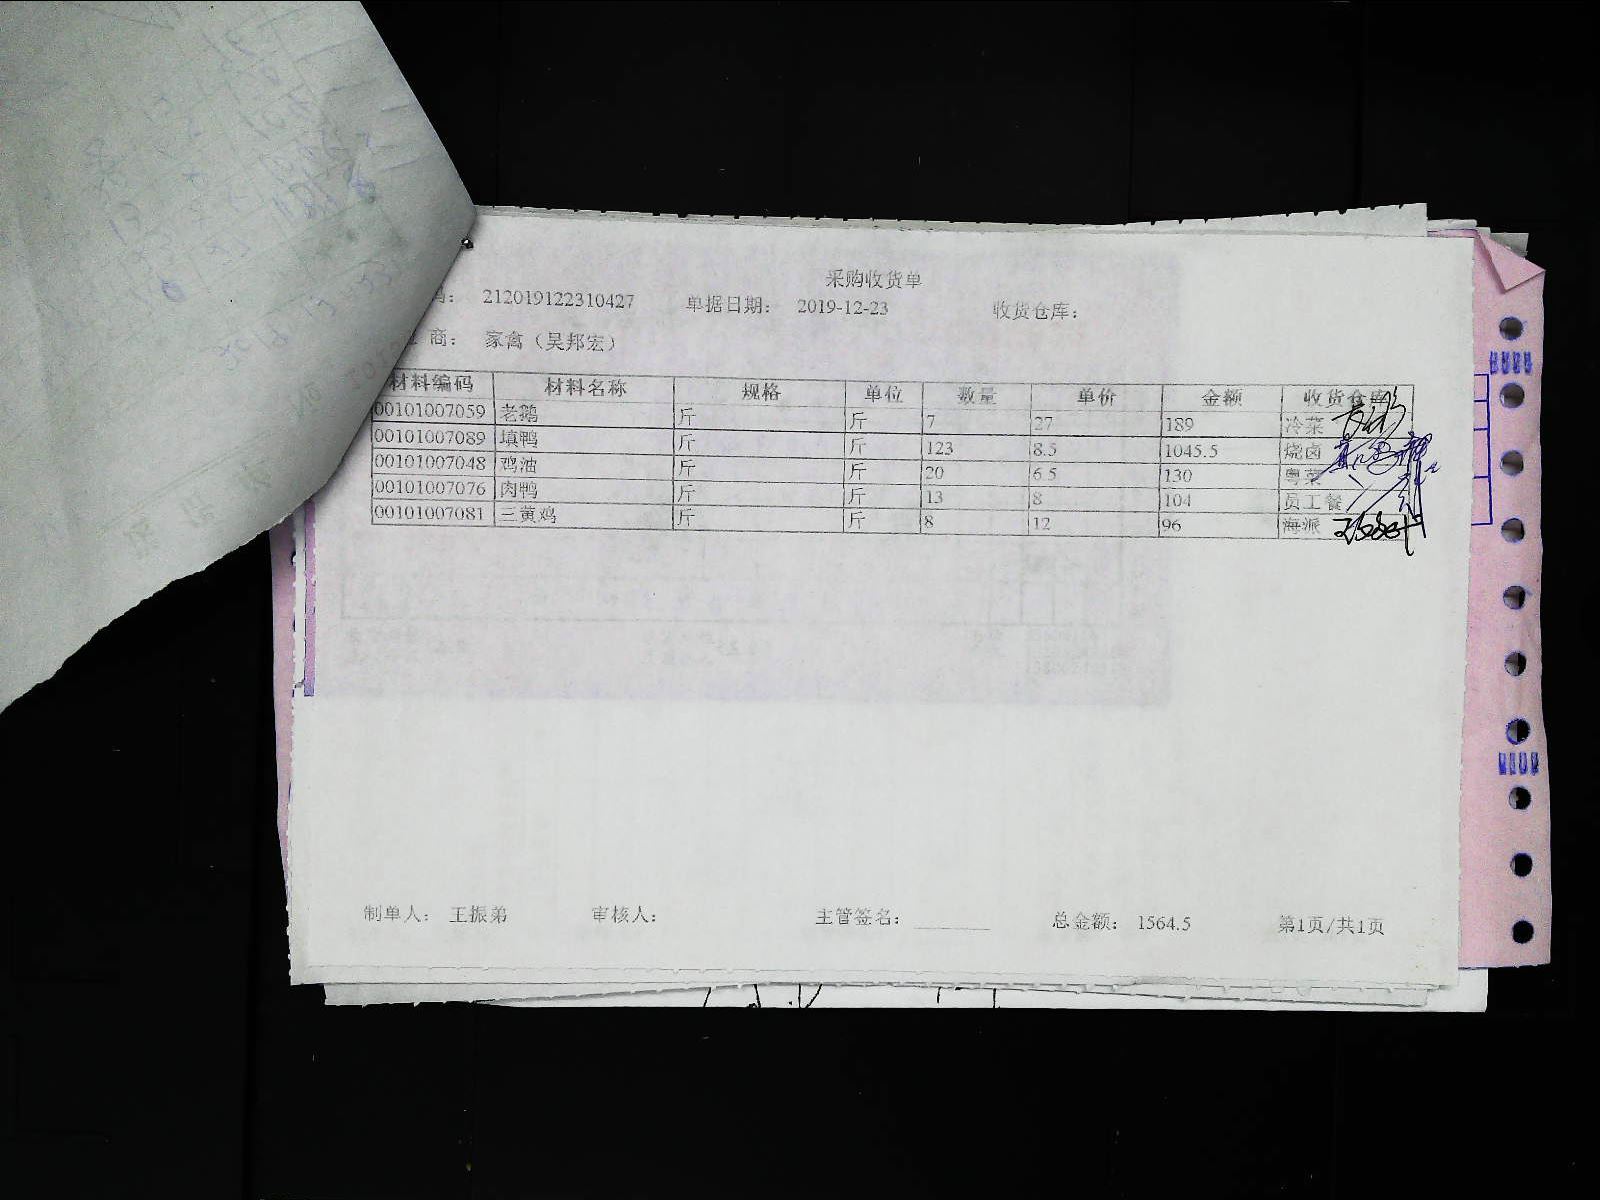 采购收货单
码： 212019122310427 单据日期： 2019-12-23 收货仓库：
商： 家禽（吴邦宏）
材料编码 材料名称 规格 单位 数量 单价 金额 收货仓库
00101007059 老鹅 斤 斤 7 27 189 冷菜
00101007089 填鸭 斤 斤 123 8.5 1045.5 烧卤
00101007048 鸡油 斤 斤 20 6.5 130 粤菜
00101007076 肉鸭 斤 斤 13 8 104 员工餐
00101007081 三黄鸡 斤 斤 8 12 96 海派
制单人： 王振弟 审核人： 主管签名： 总金额： 1564.5 第1页/共1页